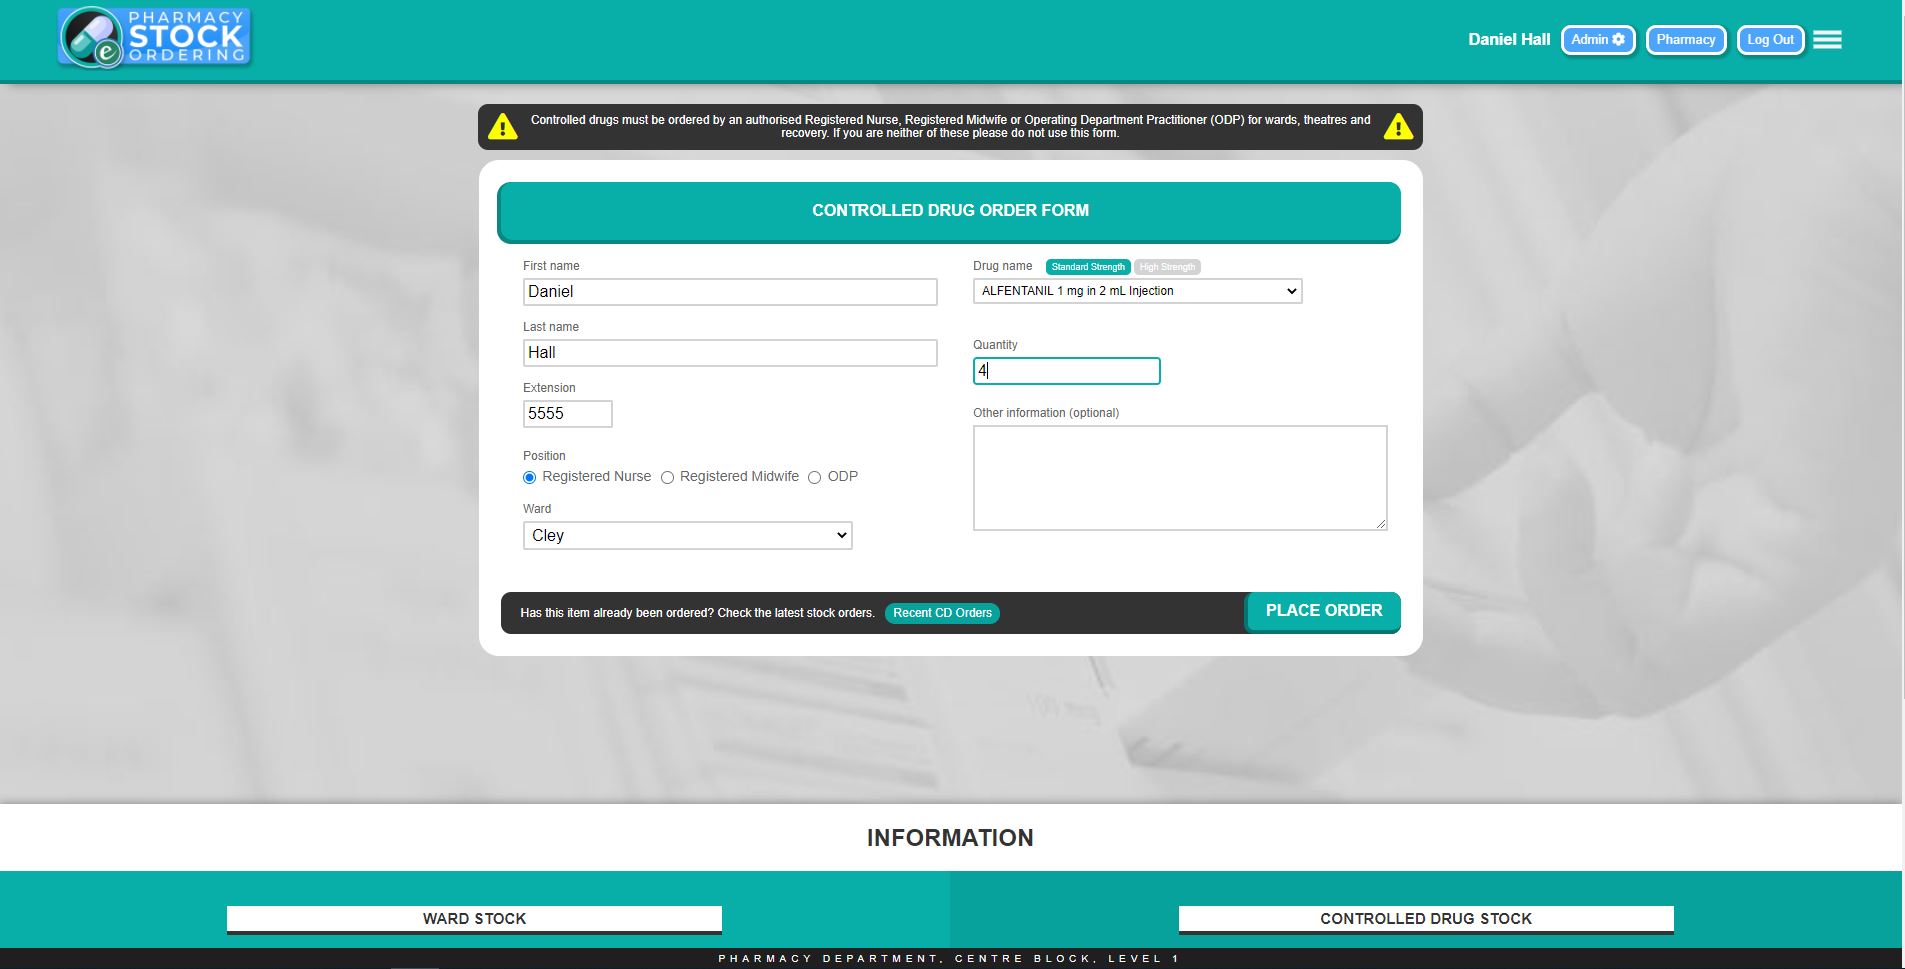 PHARMACY
STOCK
ORDERING
e
Daniel Hall
Admin
Pharmacy
Log Out
Controlled drugs must be ordered by an authorised Registered Nurse, Registered Midwife or Operating Department Practitioner (ODP) for wards, theatres and
recovery. If you are neither of these please do not use this form.
CONTROLLED DRUG ORDER FORM
First name
Daniel
Last name
Hall
Extension
5555
Position
Registered Nurse Registered Midwife ODP
Ward
Cley
Drug name Standard Strength High Strength
ALFENTANIL 1 mg in 2 mL Injection
Quantity
4
Other information (optional)
Has this item already been ordered? Check the latest stock orders. Recent CD Orders
PLACE ORDER
INFORMATION
WARD STOCK
CONTROLLED DRUG STOCK
PHARMACY DEPARTMENT, CENTRE BLOCK, LEVEL 1